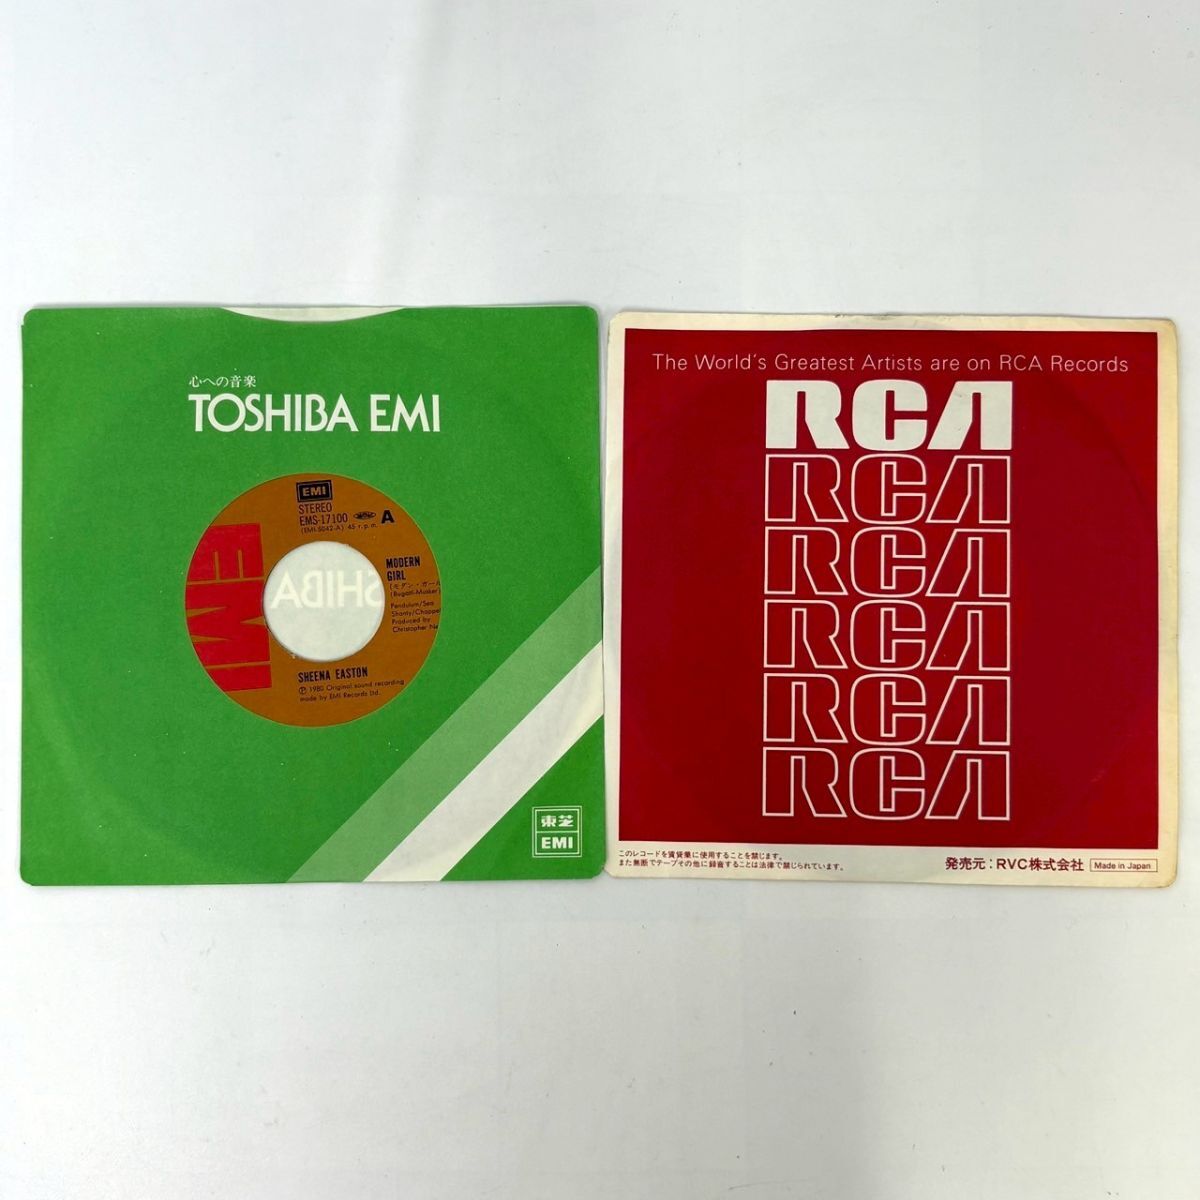 心への音楽
TOSHIBA EMI
EMI
STEREO
EMS-17100
A
(EMI-5042-A) 45 r.p.m.
MODERN
GIRL
(モダン・ガール
(Bugatti-Musker)
Pendulum/Sea
Shanty/Chappel
Produced by
Christopher Ne
EMI
SHIBA
SHEENA EASTON
Ⓟ 1980 Original sound recording
made by EMI Records Ltd.
東芝
EMI
The World's Greatest Artists are on RCA Records
RCA
RCA
RCA
RCA
RCA
RCA
このレコードを賃貸業に使用することを禁じます。
また無断でテープその他に録音することは法律で禁じられています。
発売元：RVC株式会社
Made in Japan